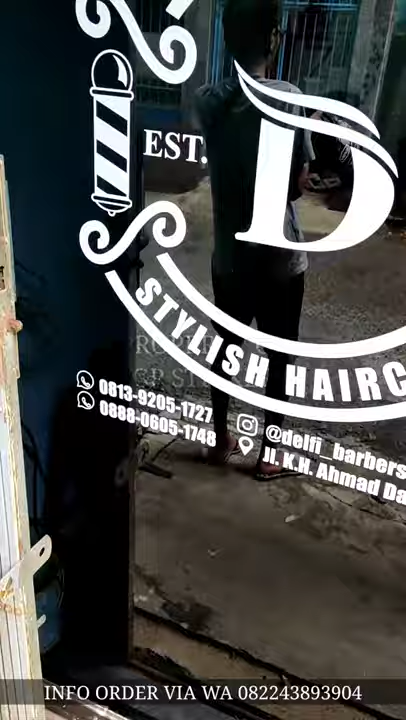 EST.
D
STYLISH HAIRC
0813-9205-1727
0888-0605-1748
@delfi_barbers
Jl. K.H. Ahmad Da
INFO ORDER VIA WA 082243893904